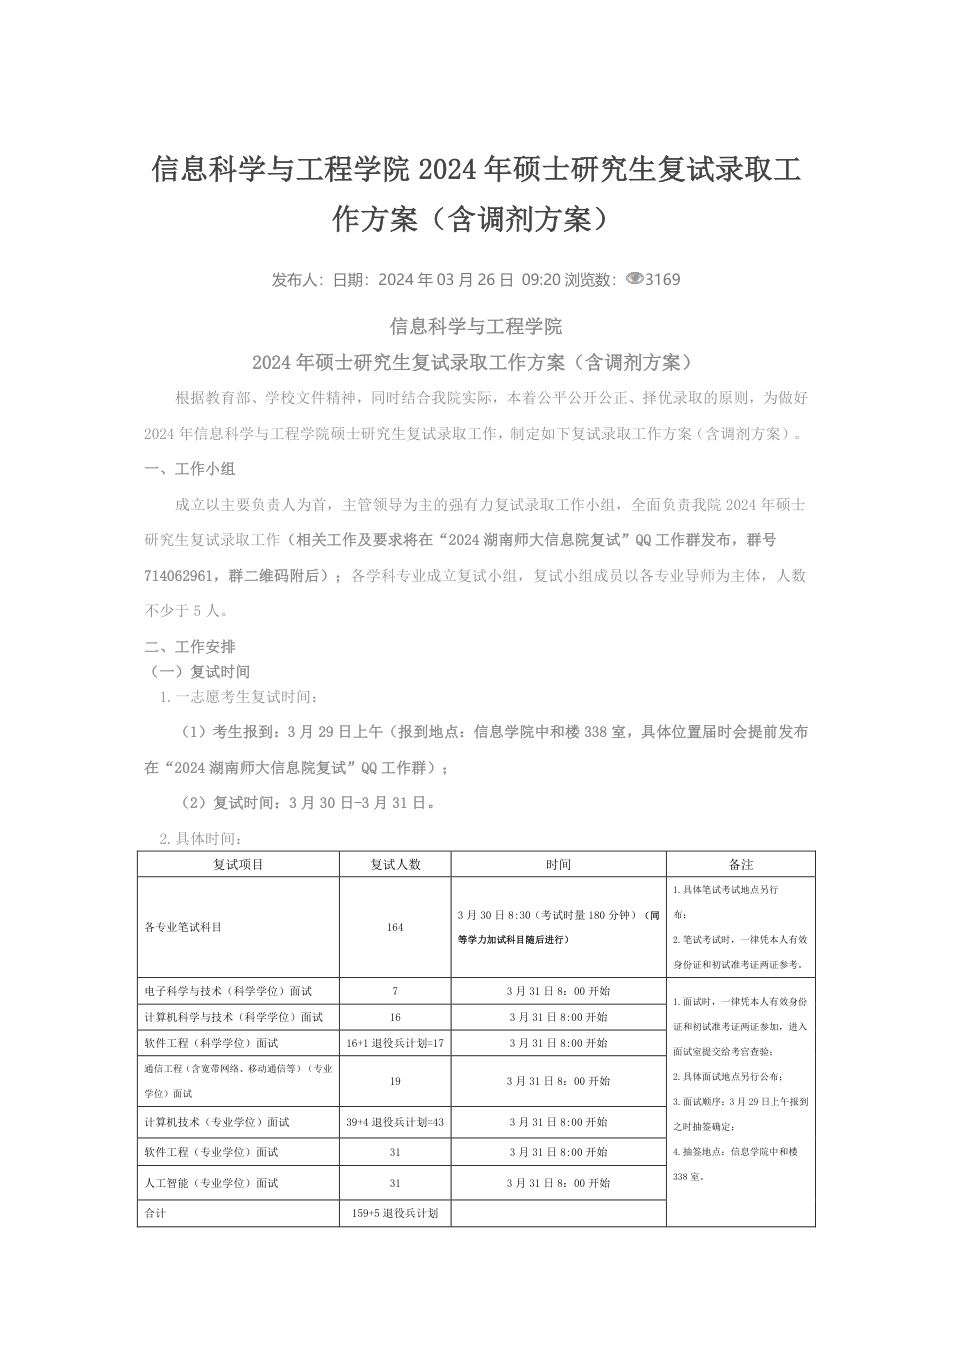 信息科学与工程学院 2024 年硕士研究生复试录取工
作方案（含调剂方案）
发布人：日期：2024 年 03 月 26 日 09:20 浏览数：3169
信息科学与工程学院
2024 年硕士研究生复试录取工作方案（含调剂方案）
根据教育部、学校文件精神，同时结合我院实际，本着公平公开公正、择优录取的原则，为做好
2024 年信息科学与工程学院硕士研究生复试录取工作，制定如下复试录取工作方案（含调剂方案）。
一、工作小组
成立以主要负责人为首，主管领导为主的强有力复试录取工作小组，全面负责我院 2024 年硕士
研究生复试录取工作（相关工作及要求将在“2024 湖南师大信息院复试”QQ 工作群发布，群号
714062961，群二维码附后）；各学科专业成立复试小组，复试小组成员以各专业导师为主体，人数
不少于 5 人。
二、工作安排
（一）复试时间
1.一志愿考生复试时间：
（1）考生报到：3 月 29 日上午（报到地点：信息学院中和楼 338 室，具体位置届时会提前发布
在“2024 湖南师大信息院复试”QQ 工作群）；
（2）复试时间：3 月 30 日-3 月 31 日。
2.具体时间：
复试项目 复试人数 时间 备注
各专业笔试科目 164 3 月 30 日 8:30（考试时量 180 分钟）（同
等学力加试科目随后进行）
1.具体笔试考试地点另行
布；
2.笔试考试时，一律凭本人有效
身份证和初试准考证两证参考。
电子科学与技术（科学学位）面试 7 3 月 31 日 8：00 开始
计算机科学与技术（科学学位）面试 16 3 月 31 日 8:00 开始
软件工程（科学学位）面试 16+1 退役兵计划=17 3 月 31 日 8:00 开始
通信工程（含宽带网络、移动通信等）（专业
学位）面试 19 3 月 31 日 8：00 开始
计算机技术（专业学位）面试 39+4 退役兵计划=43 3 月 31 日 8:00 开始
软件工程（专业学位）面试 31 3 月 31 日 8:00 开始
人工智能（专业学位）面试 31 3 月 31 日 8：00 开始
合计 159+5 退役兵计划
1.面试时，一律凭本人有效身份
证和初试准考证两证参加，进入
面试室提交给考官查验；
2.具体面试地点另行公布；
3.面试顺序：3 月 29 日上午报到
之时抽签确定；
4.抽签地点：信息学院中和楼
338 室。